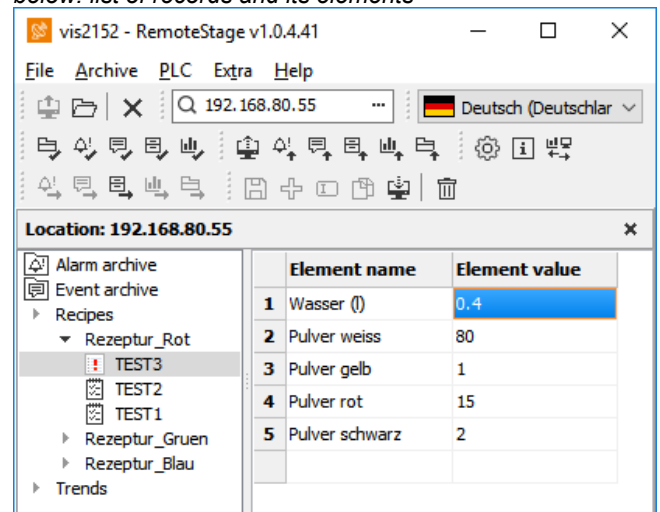 below: list of records and its elements
vis2152 - RemoteStage v1.0.4.41
File Archive PLC Extra Help
192.168.80.55 ... Deutsch (Deutschlar
Location: 192.168.80.55
Alarm archive
Event archive
Recipes
Rezeptur_Rot
TEST3
TEST2
TEST1
Rezeptur_Gruen
Rezeptur_Blau
Trends
Element name Element value
1 Wasser (l) 0.4
2 Pulver weiss 80
3 Pulver gelb 1
4 Pulver rot 15
5 Pulver schwarz 2